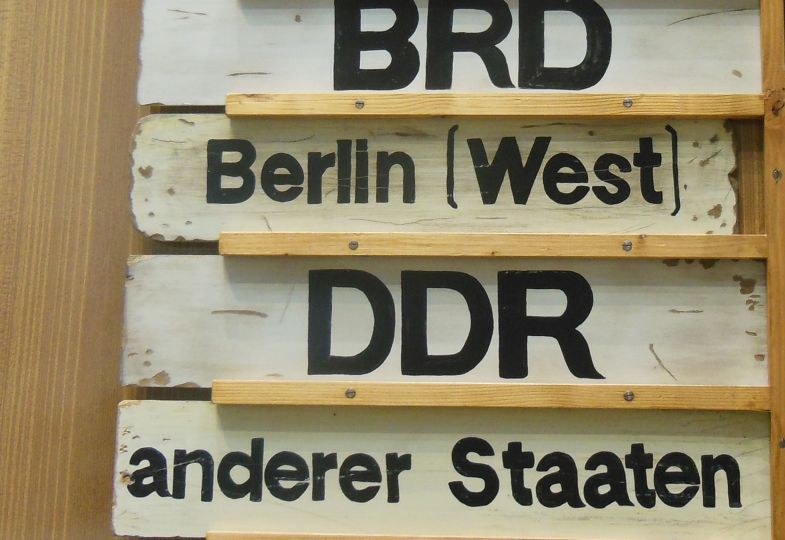 BRD
Berlin (West)
DDR
anderer Staaten